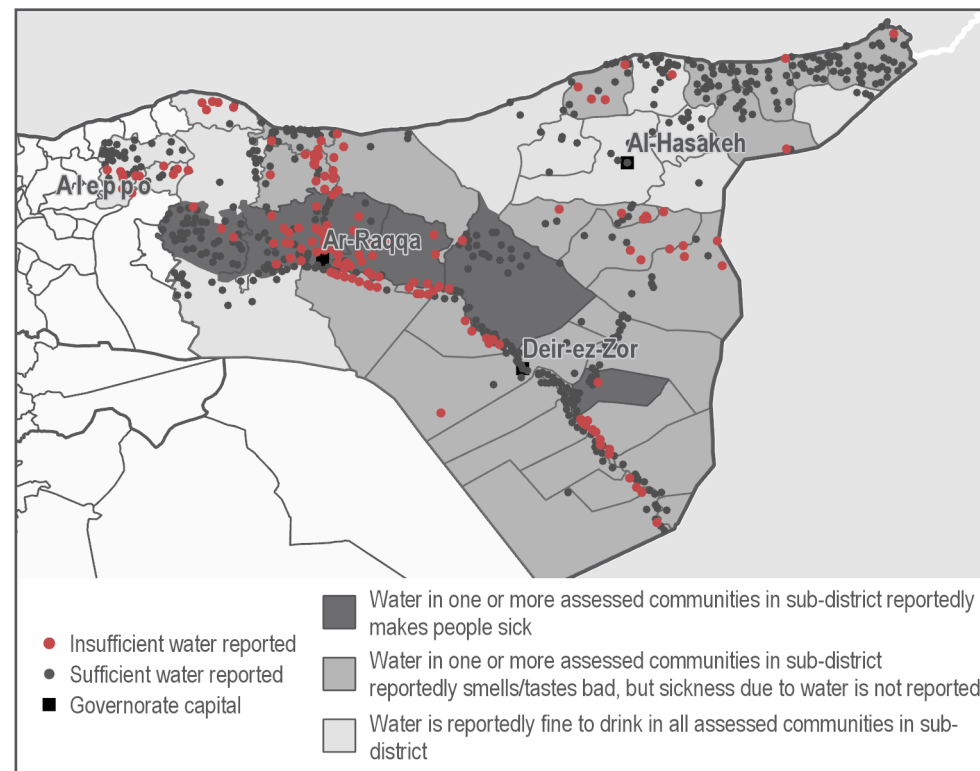 Al-Hasakeh
Aleppo
Ar-Raqqa
Deir-ez-Zor
Insufficient water reported
Sufficient water reported
Governorate capital
Water in one or more assessed communities in sub-district reportedly
makes people sick
Water in one or more assessed communities in sub-district
reportedly smells/tastes bad, but sickness due to water is not reported
Water is reportedly fine to drink in all assessed communities in sub-
district